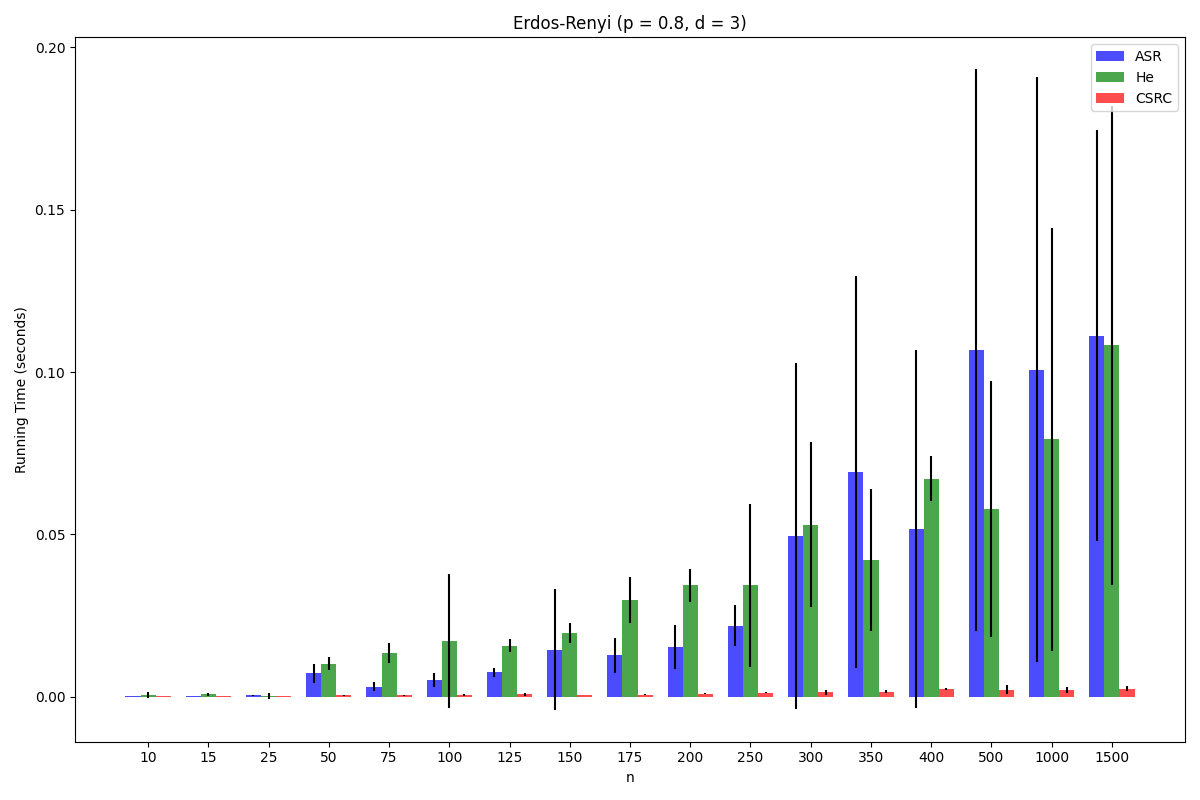 Erdos-Renyi (p = 0.8, d = 3)
ASR
He
CSRC
Running Time (seconds)
0.20
0.15
0.10
0.05
0.00
10 15 25 50 75 100 125 150 175 200 250 300 350 400 500 1000 1500
n